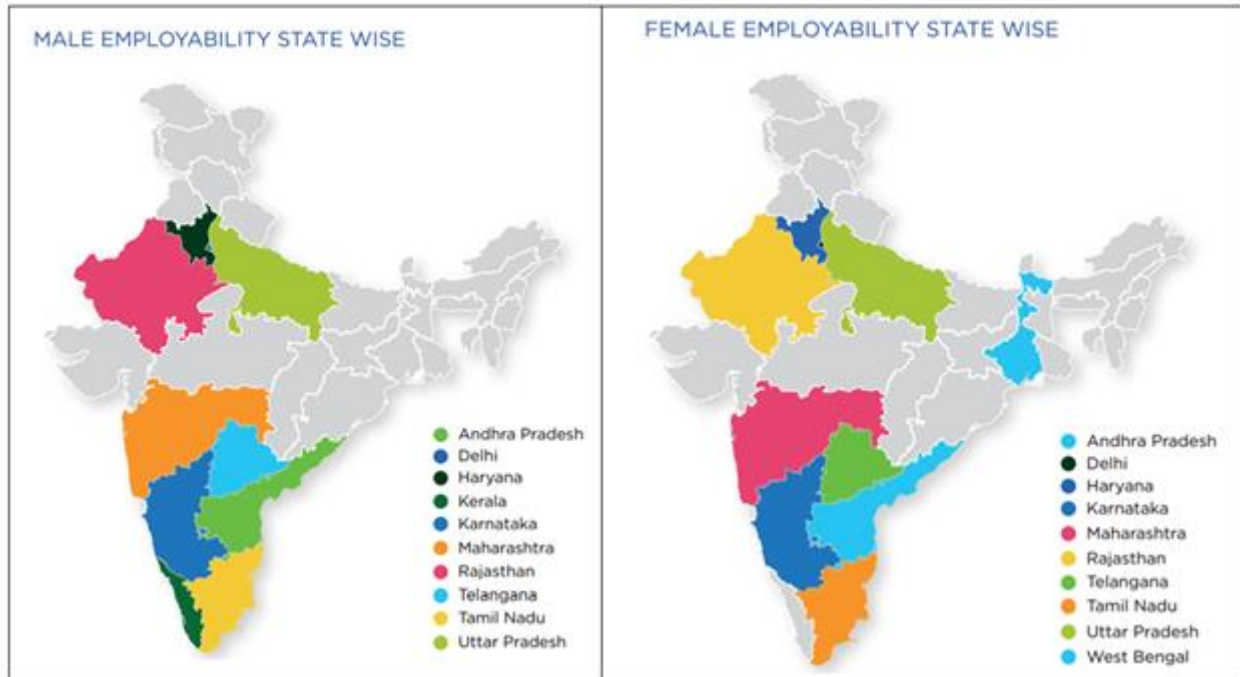 MALE EMPLOYABILITY STATE WISE
Andhra Pradesh
Delhi
Haryana
Kerala
Karnataka
Maharashtra
Rajasthan
Telangana
Tamil Nadu
Uttar Pradesh
FEMALE EMPLOYABILITY STATE WISE
Andhra Pradesh
Delhi
Haryana
Karnataka
Maharashtra
Rajasthan
Telangana
Tamil Nadu
Uttar Pradesh
West Bengal